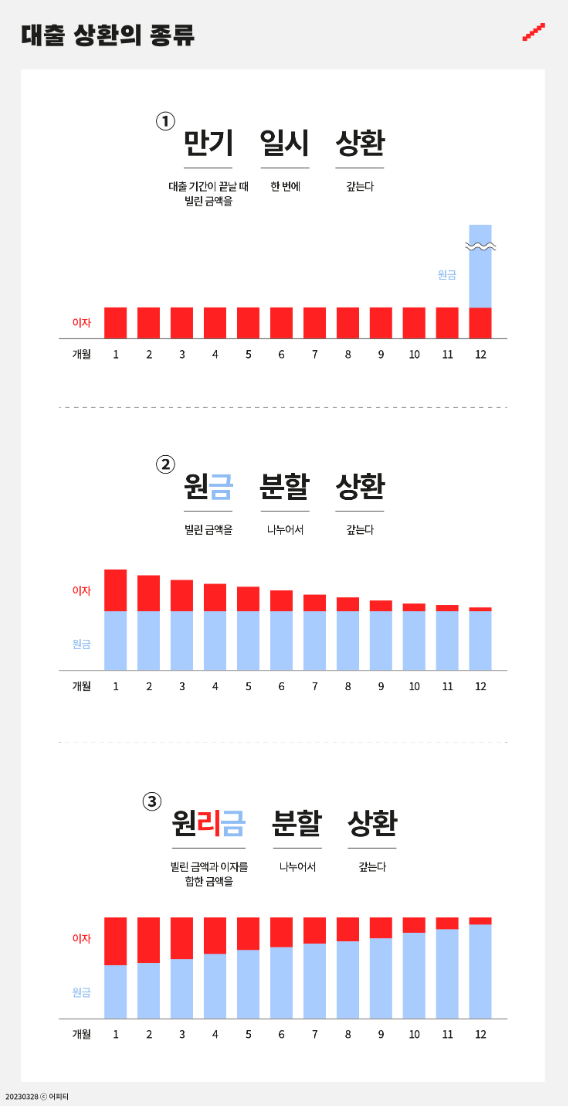 대출 상환의 종류
①
만기 일시 상환
대출 기간이 끝날 때 한 번에 갚는다
빌린 금액을
원금
이자
개월 1 2 3 4 5 6 7 8 9 10 11 12
②
원금 분할 상환
빌린 금액을 나누어서 갚는다
이자
원금
개월 1 2 3 4 5 6 7 8 9 10 11 12
③
원리금 분할 상환
빌린 금액과 이자를 나누어서 갚는다
합한 금액을
이자
원금
개월 1 2 3 4 5 6 7 8 9 10 11 12
20230328 ⓒ 어피티